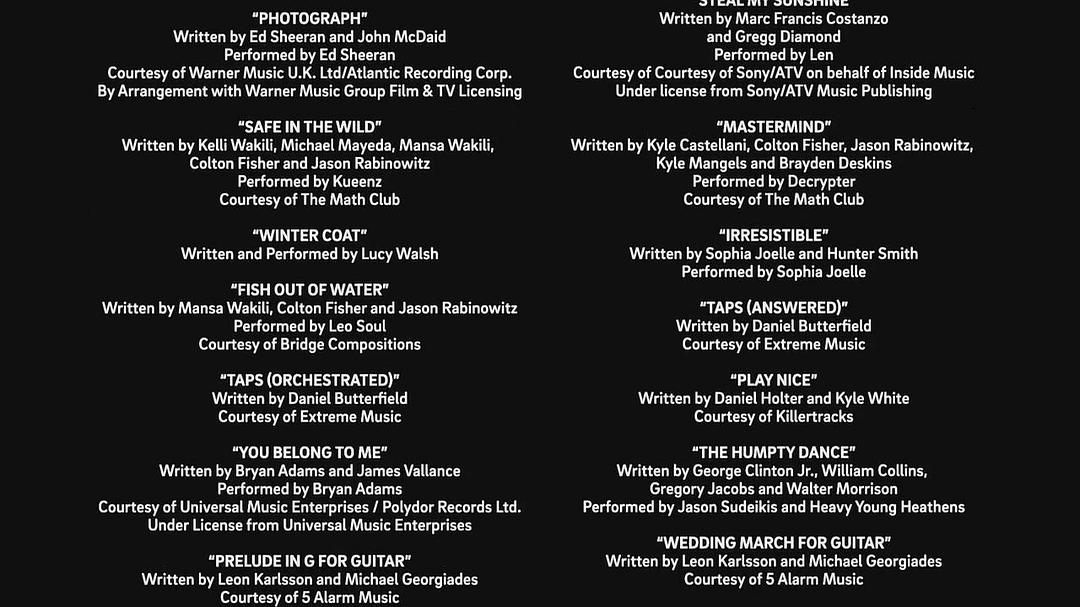 “PHOTOGRAPH”
Written by Ed Sheeran and John McDaid
Performed by Ed Sheeran
Courtesy of Warner Music U.K. Ltd/Atlantic Recording Corp.
By Arrangement with Warner Music Group Film & TV Licensing
“SAFE IN THE WILD”
Written by Kelli Wakili, Michael Mayeda, Mansa Wakili,
Colton Fisher and Jason Rabinowitz
Performed by Kueenz
Courtesy of The Math Club
“WINTER COAT”
Written and Performed by Lucy Walsh
“FISH OUT OF WATER”
Written by Mansa Wakili, Colton Fisher and Jason Rabinowitz
Performed by Leo Soul
Courtesy of Bridge Compositions
“TAPS (ORCHESTRATED)”
Written by Daniel Butterfield
Courtesy of Extreme Music
“YOU BELONG TO ME”
Written by Bryan Adams and James Vallance
Performed by Bryan Adams
Courtesy of Universal Music Enterprises / Polydor Records Ltd.
Under License from Universal Music Enterprises
“PRELUDE IN G FOR GUITAR”
Written by Leon Karlsson and Michael Georgiades
Courtesy of 5 Alarm Music
STEAL MY SUNSHINE
Written by Marc Francis Costanzo
and Gregg Diamond
Performed by Len
Courtesy of Courtesy of Sony/ATV on behalf of Inside Music
Under license from Sony/ATV Music Publishing
“MASTERMIND”
Written by Kyle Castellani, Colton Fisher, Jason Rabinowitz,
Kyle Mangels and Brayden Deskins
Performed by Decrypter
Courtesy of The Math Club
“IRRESISTIBLE”
Written by Sophia Joelle and Hunter Smith
Performed by Sophia Joelle
“TAPS (ANSWERED)”
Written by Daniel Butterfield
Courtesy of Extreme Music
“PLAY NICE”
Written by Daniel Holter and Kyle White
Courtesy of Killertracks
“THE HUMPTY DANCE”
Written by George Clinton Jr., William Collins,
Gregory Jacobs and Walter Morrison
Performed by Jason Sudeikis and Heavy Young Heathens
“WEDDING MARCH FOR GUITAR”
Written by Leon Karlsson and Michael Georgiades
Courtesy of 5 Alarm Music